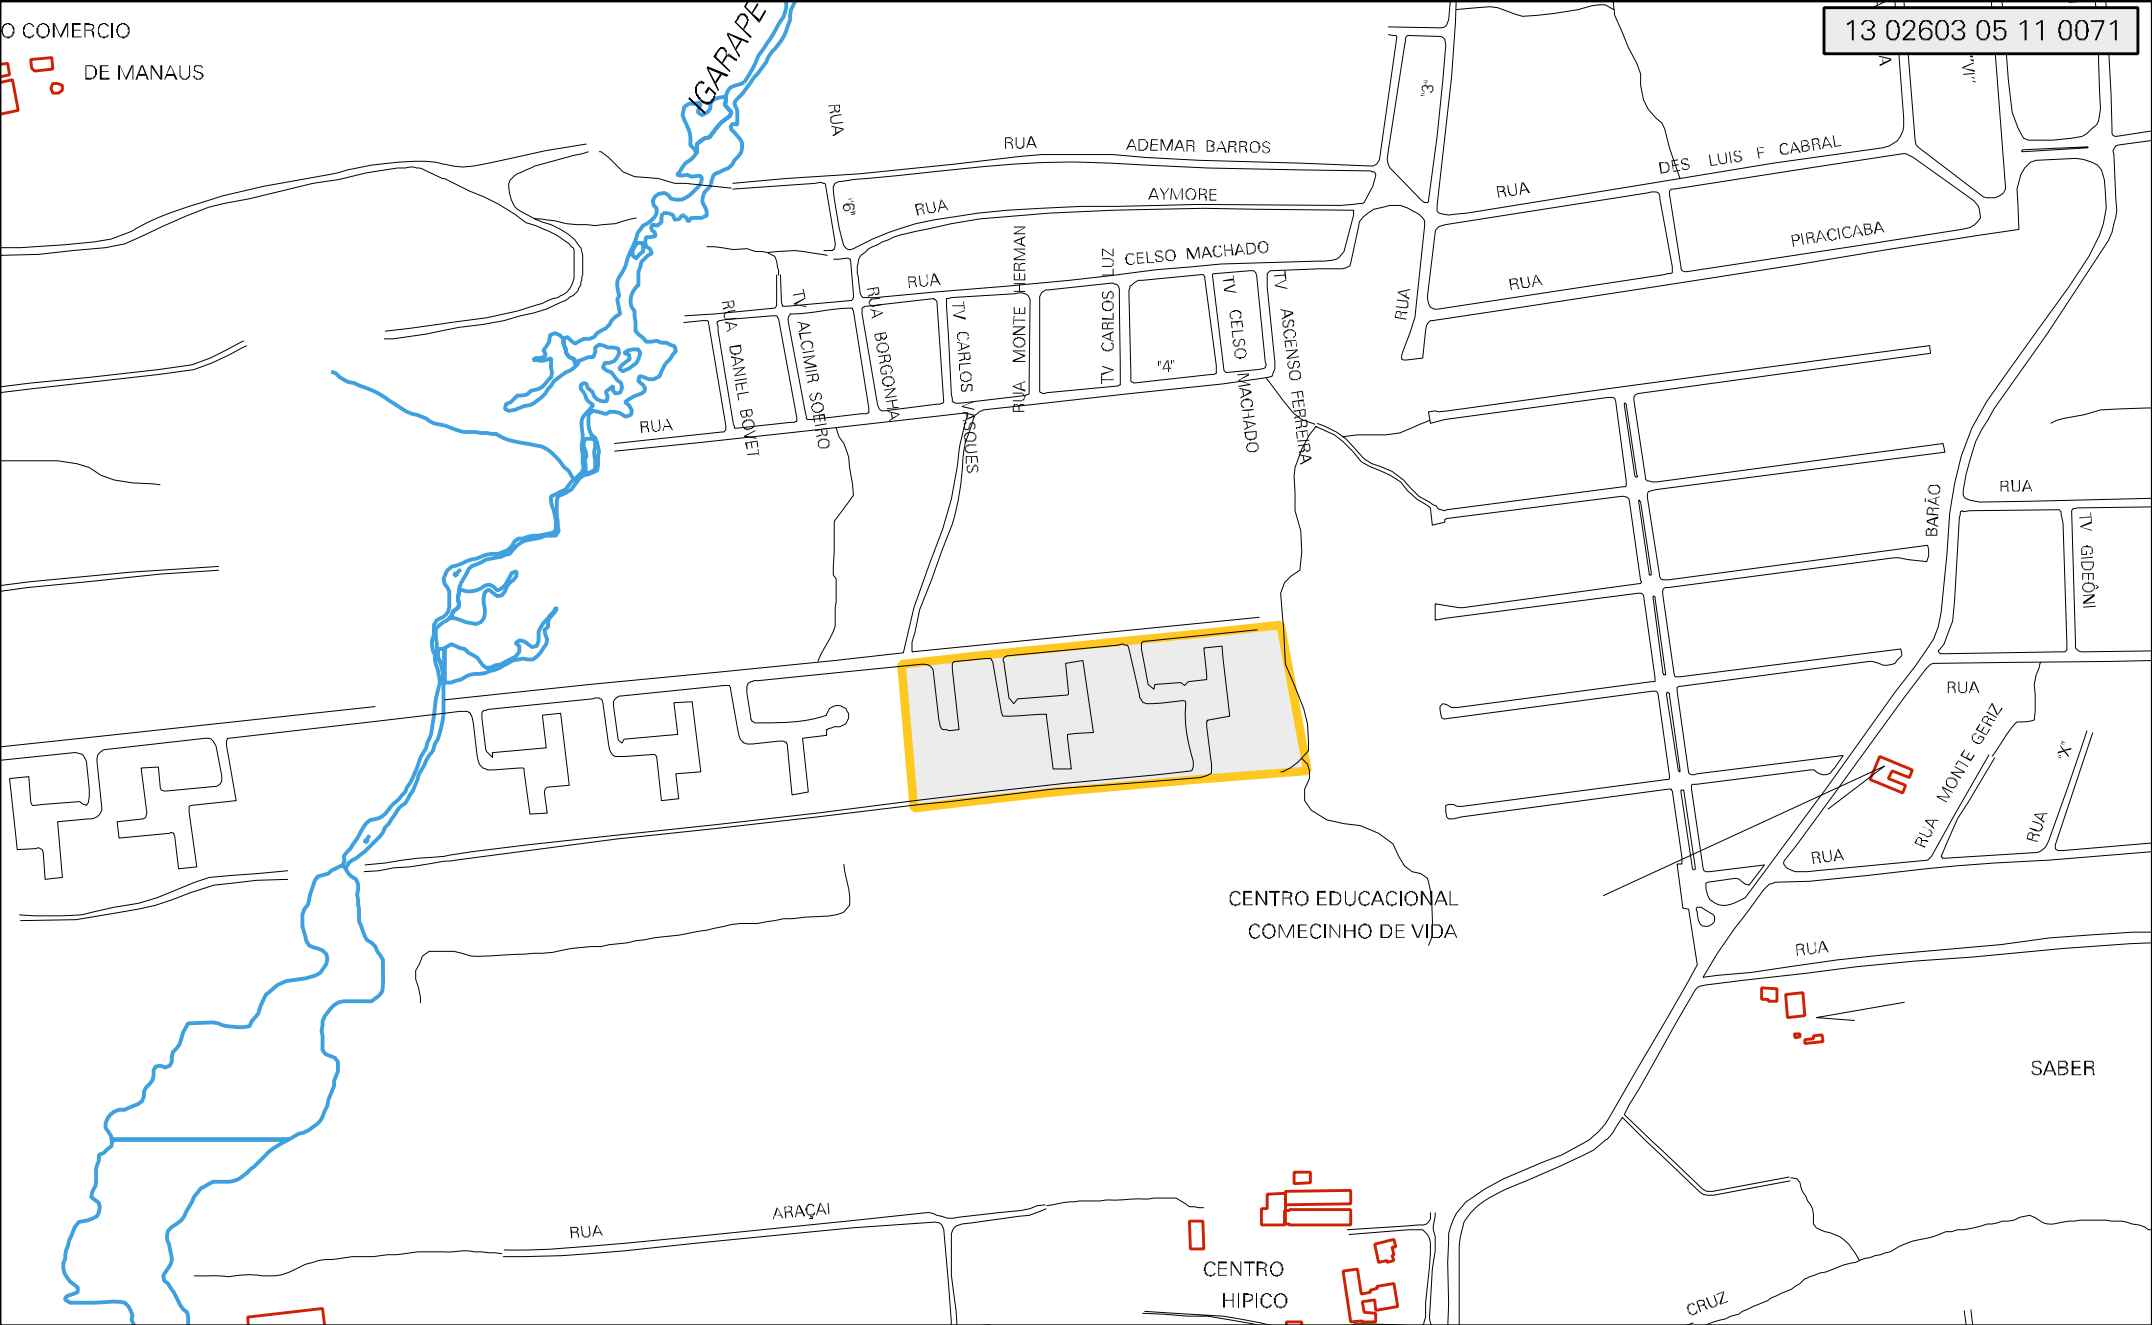 13 02603 05 11 0071
O COMERCIO
DE MANAUS
IGARAPE
RUA
RUA ADEMAR BARROS
"3"
A
"VI"
RUA DES LUIS F CABRAL
"6"
RUA AYMORE
RUA PIRACICABA
RUA CELSO MACHADO
RUA
RUA DANIEL BOVET
TV ALCIMIR SOEIRO
RUA BORGONHA
TV CARLOS VASQUES
RUA MONTE HERMAN
TV CARLOS LUZ
TV CELSO MACHADO
TV ASCENSO FERREIRA
RUA "4"
BARÃO
RUA
TV GIDEÔNI
RUA
RUA MONTE GERIZ
RUA "X"
RUA
CENTRO EDUCACIONAL
COMECINHO DE VIDA
RUA
SABER
RUA ARAÇAI
CENTRO
HIPICO
CRUZ